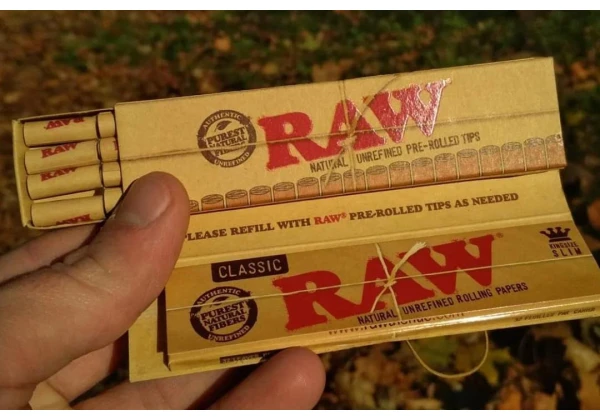 RAW
RAW
RAW
RAW
AUTHENTIC
PUREST
NATURAL
FIBERS
UNREFINED
RAW
NATURAL UNREFINED PRE-ROLLED TIPS
PLEASE REFILL WITH RAW® PRE-ROLLED TIPS AS NEEDED
CLASSIC
AUTHENTIC
PUREST
NATURAL
FIBERS
UNREFINED
RAW®
NATURAL UNREFINED ROLLING PAPERS
KINGSIZE
SLIM